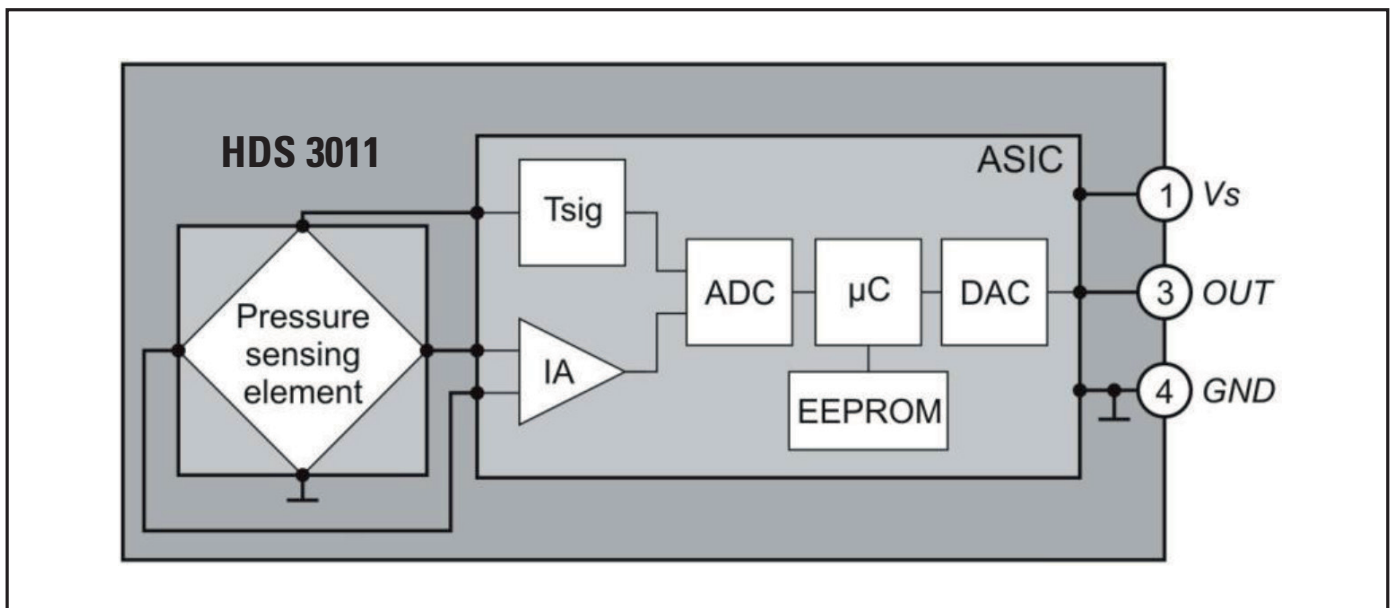 HDS 3011
ASIC
Tsig
1 Vs
ADC
µC
DAC
3 OUT
Pressure
sensing
element
IA
EEPROM
4 GND